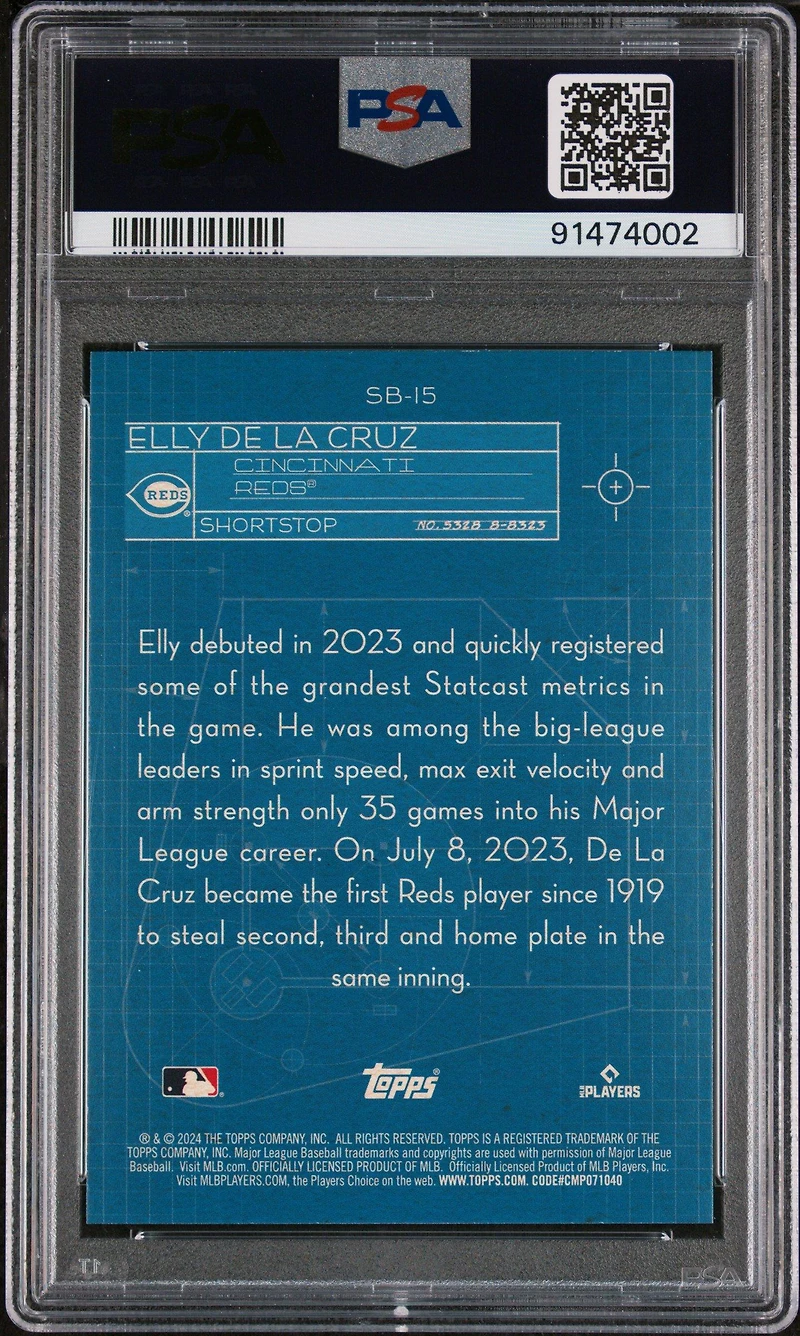 PSA
91474002
SB-15
ELLY DE LA CRUZ
CINCINNATI
REDS®
REDS®
SHORTSTOP
NO. 532B 8-8323
Elly debuted in 2023 and quickly registered
some of the grandest Statcast metrics in
the game. He was among the big-league
leaders in sprint speed, max exit velocity and
arm strength only 35 games into his Major
League career. On July 8, 2023, De La
Cruz became the first Reds player since 1919
to steal second, third and home plate in the
same inning.
Topps®
MLB PLAYERS
® & © 2024 THE TOPPS COMPANY, INC. ALL RIGHTS RESERVED. TOPPS IS A REGISTERED TRADEMARK OF THE
TOPPS COMPANY, INC. Major League Baseball trademarks and copyrights are used with permission of Major League
Baseball. Visit MLB.com. OFFICIALLY LICENSED PRODUCT OF MLB. Officially Licensed Product of MLB Players, Inc.
Visit MLBPLAYERS.COM, the Players Choice on the web. WWW.TOPPS.COM. CODE#CMP071040
PSA